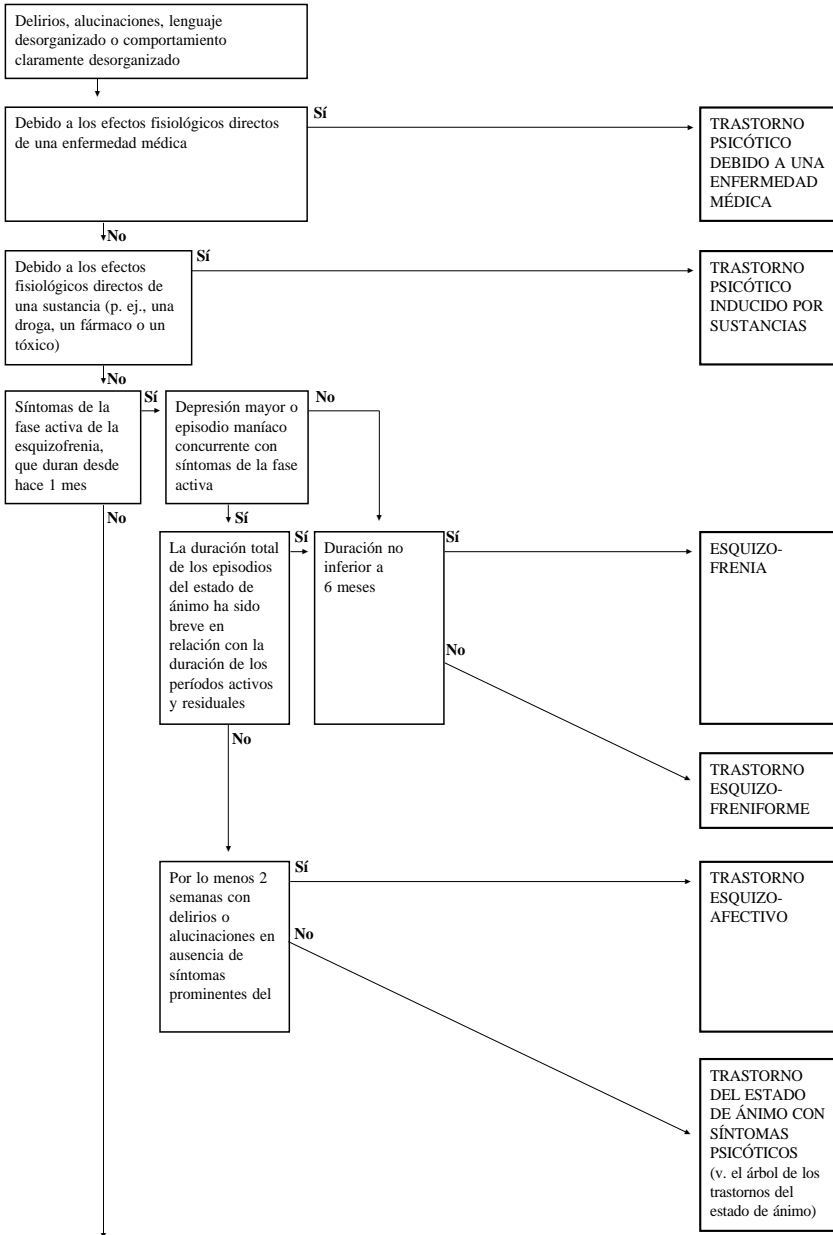 Delirios, alucinaciones, lenguaje
desorganizado o comportamiento
claramente desorganizado
Debido a los efectos fisiológicos directos
de una enfermedad médica
Sí
TRASTORNO
PSICÓTICO
DEBIDO A UNA
ENFERMEDAD
MÉDICA
No
Debido a los efectos
fisiológicos directos de
una sustancia (p. ej., una
droga, un fármaco o un
tóxico)
Sí
TRASTORNO
PSICÓTICO
INDUCIDO POR
SUSTANCIAS
No
Síntomas de la
fase activa de la
esquizofrenia,
que duran desde
hace 1 mes
Sí
Depresión mayor o
episodio maníaco
concurrente con
síntomas de la fase
activa
No
No
Sí
La duración total
de los episodios
del estado de
ánimo ha sido
breve en
relación con la
duración de los
períodos activos
y residuales
Sí
Duración no
inferior a
6 meses
Sí
ESQUIZO-
FRENIA
No
No
TRASTORNO
ESQUIZO-
FRENIFORME
Por lo menos 2
semanas con
delirios o
alucinaciones en
ausencia de
síntomas
prominentes del
Sí
TRASTORNO
ESQUIZO-
AFECTIVO
No
TRASTORNO
DEL ESTADO
DE ÁNIMO CON
SÍNTOMAS
PSICÓTICOS
(v. el árbol de los
trastornos del
estado de ánimo)